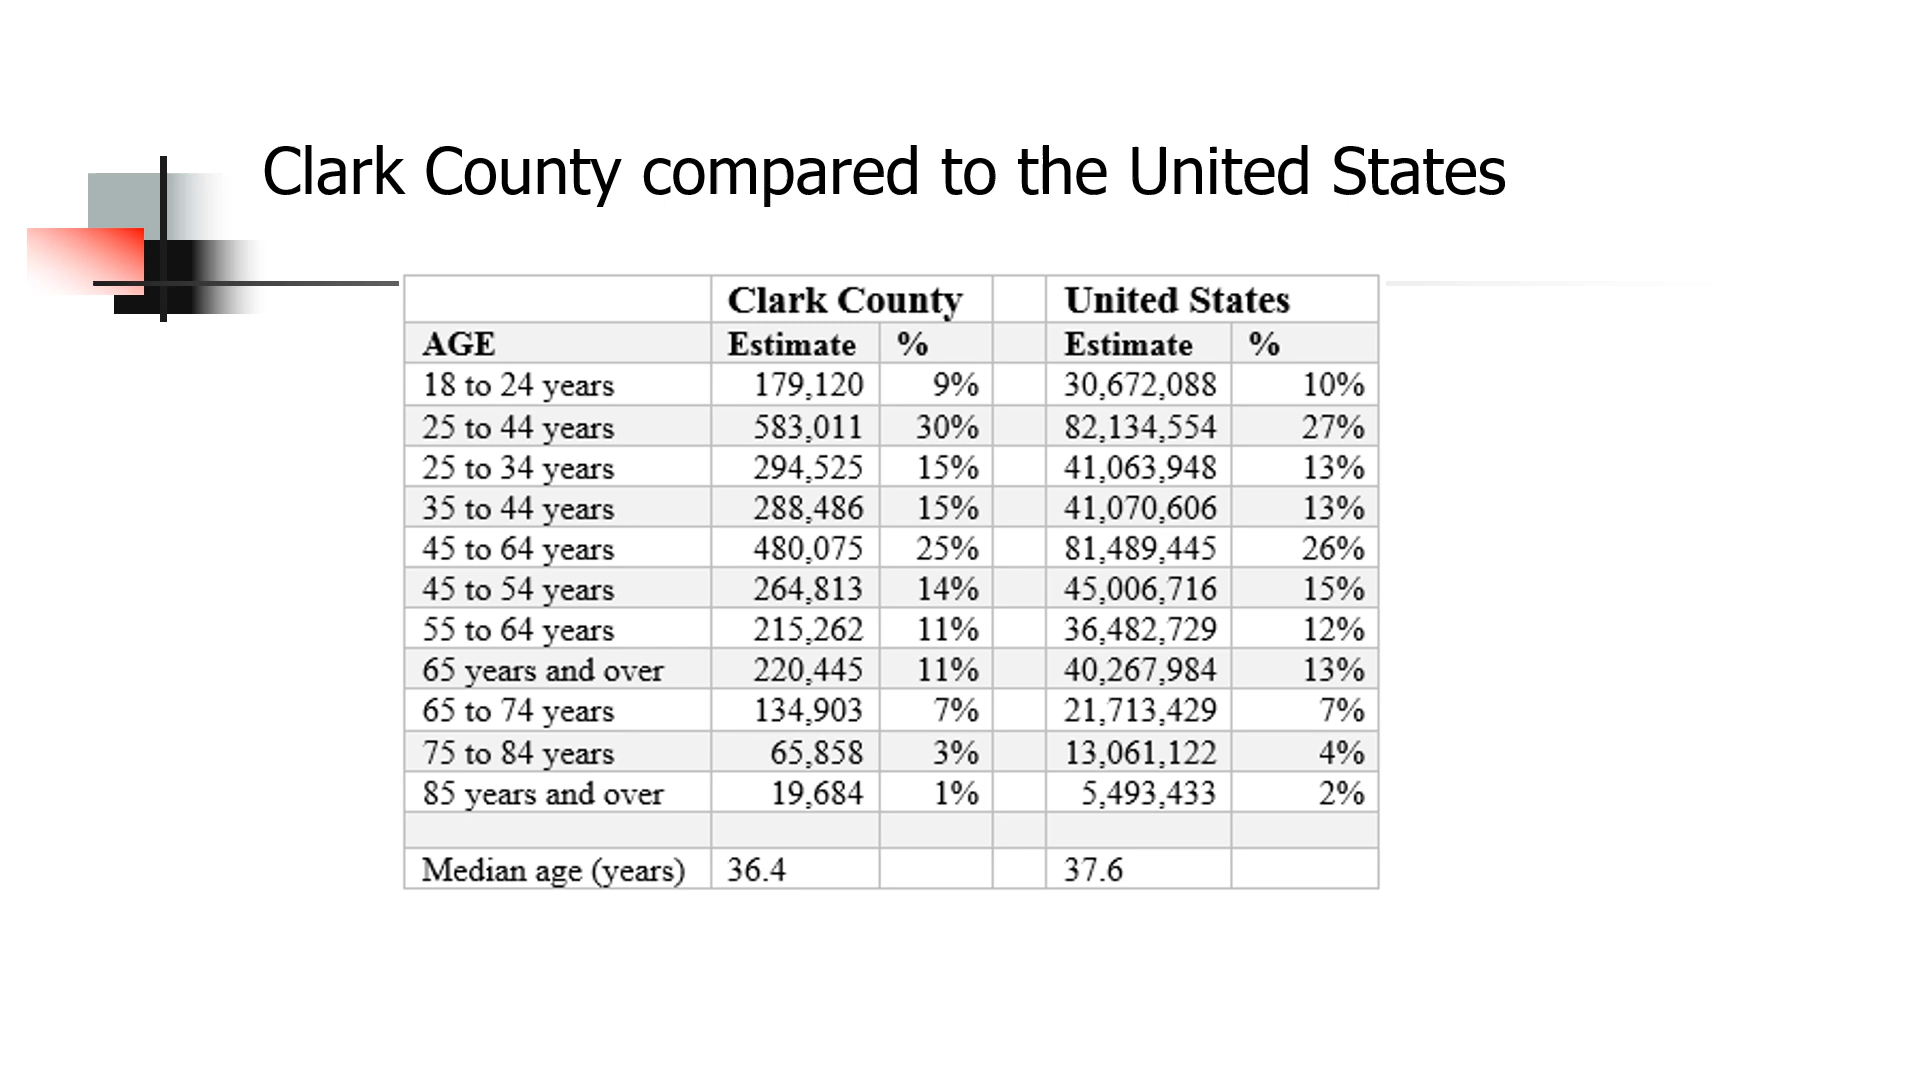 Clark County compared to the United States
Clark County United States
AGE Estimate % Estimate %
18 to 24 years 179,120 9% 30,672,088 10%
25 to 44 years 583,011 30% 82,134,554 27%
25 to 34 years 294,525 15% 41,063,948 13%
35 to 44 years 288,486 15% 41,070,606 13%
45 to 64 years 480,075 25% 81,489,445 26%
45 to 54 years 264,813 14% 45,006,716 15%
55 to 64 years 215,262 11% 36,482,729 12%
65 years and over 220,445 11% 40,267,984 13%
65 to 74 years 134,903 7% 21,713,429 7%
75 to 84 years 65,858 3% 13,061,122 4%
85 years and over 19,684 1% 5,493,433 2%
Median age (years) 36.4 37.6